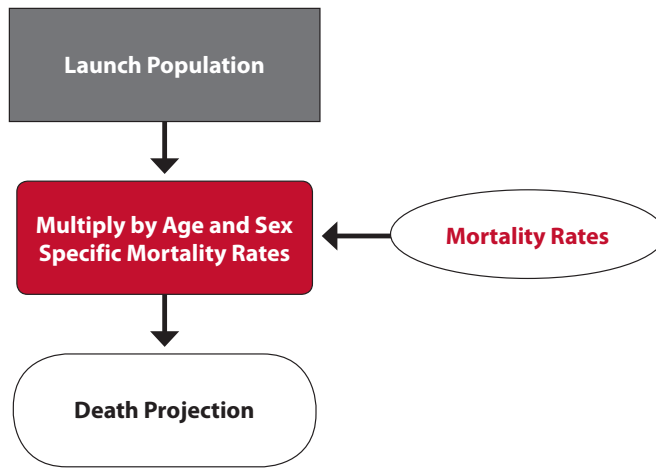 Launch Population
Multiply by Age and Sex
Specific Mortality Rates
Mortality Rates
Death Projection